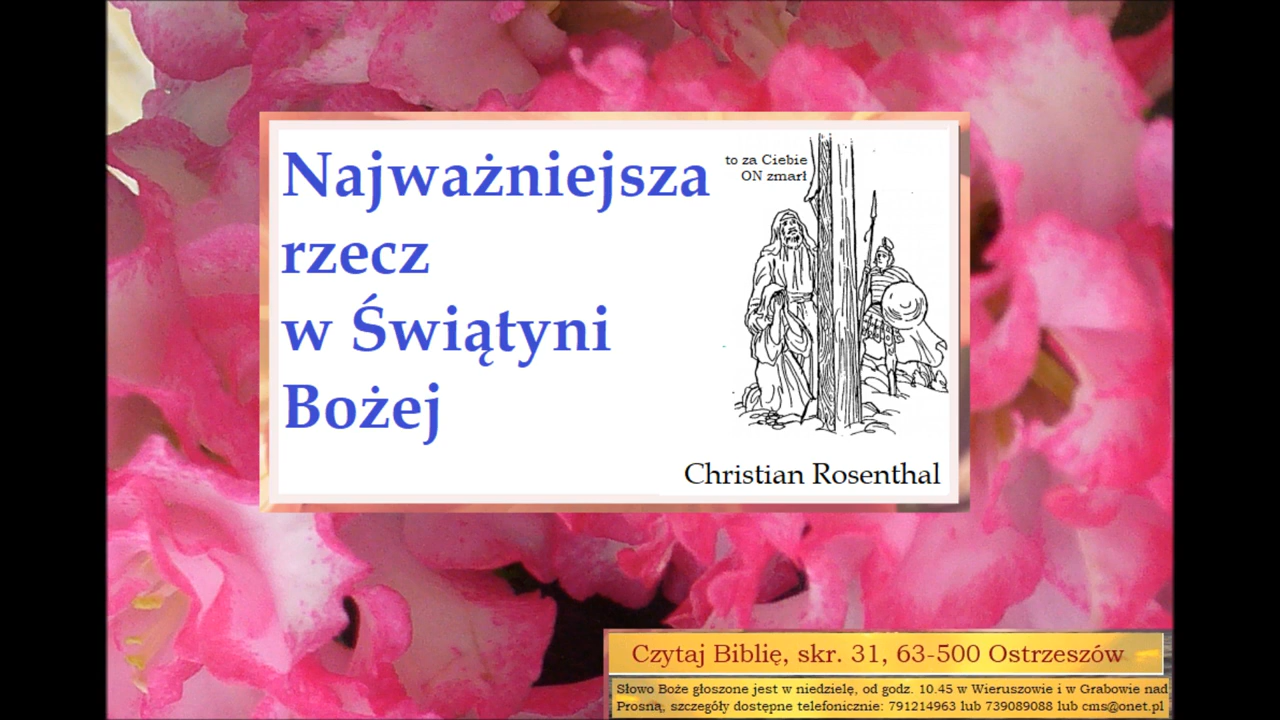 Najważniejsza
rzecz
w Świątyni
Bożej
to za Ciebie
ON zmarł
Christian Rosenthal
Czytaj Biblię, skr. 31, 63-500 Ostrzeszów
Słowo Boże głoszone jest w niedzielę, od godz. 10.45 w Wieruszowie i w Grabowie nad
Prosną, szczegóły dostępne telefonicznie: 791214963 lub 739089088 lub cms@onet.pl